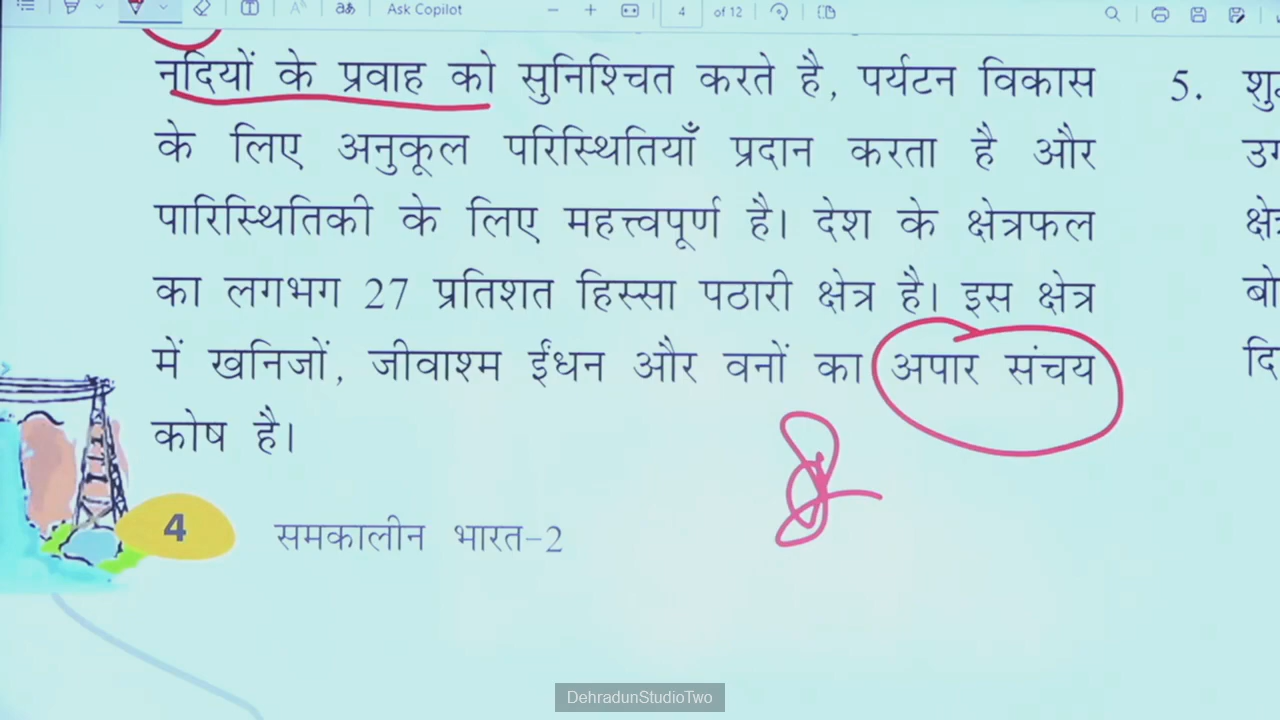 Ask Copilot
4 of 12
नदियों के प्रवाह को सुनिश्चित करते है, पर्यटन विकास
के लिए अनुकूल परिस्थितियाँ प्रदान करता है और
पारिस्थितिकी के लिए महत्त्वपूर्ण है। देश के क्षेत्रफल
का लगभग 27 प्रतिशत हिस्सा पठारी क्षेत्र है। इस क्षेत्र
में खनिजों, जीवाश्म ईंधन और वनों का अपार संचय
कोष है।
4
समकालीन भारत-2
5.
क्षेत्र
DehradunStudioTwo